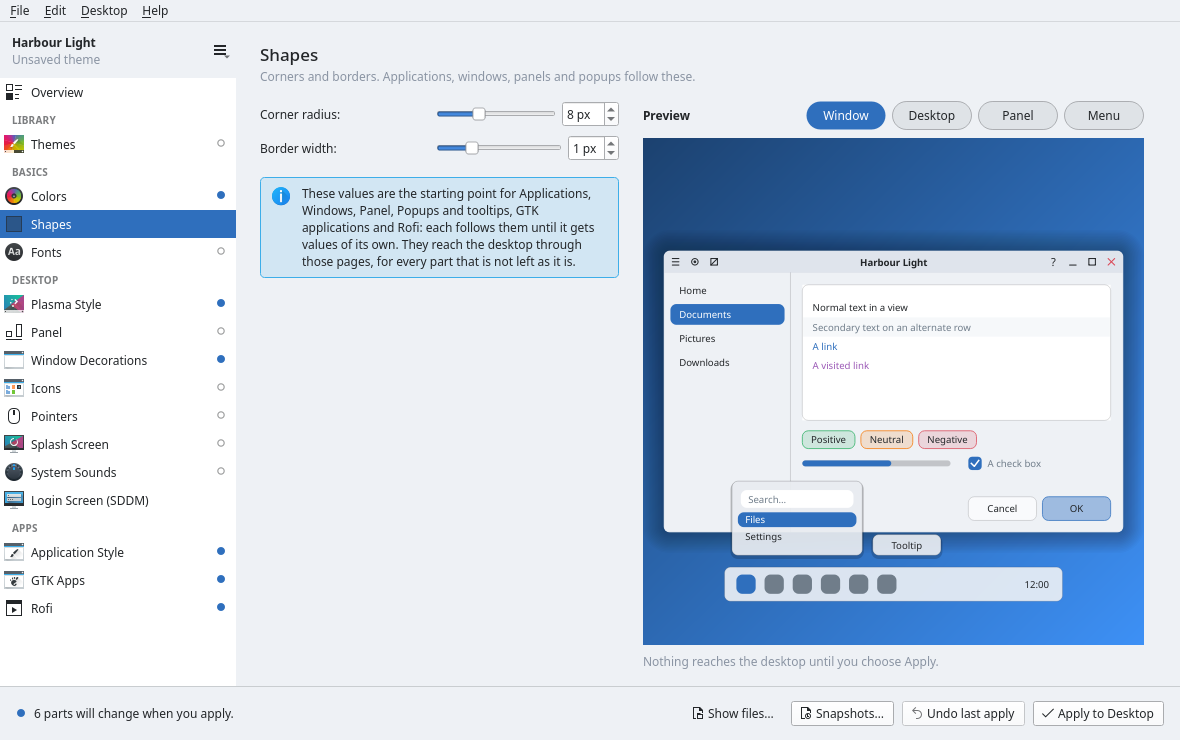 File Edit Desktop Help
Harbour Light
Unsaved theme
Overview
LIBRARY
Themes
BASICS
Colors
Shapes
Aa
Fonts
DESKTOP
Plasma Style
Panel
Window Decorations
Icons
Pointers
Splash Screen
System Sounds
Login Screen (SDDM)
APPS
Application Style
GTK Apps
Rofi
Shapes
Corners and borders. Applications, windows, panels and popups follow these.
Corner radius:
8 px
Border width:
1 px
These values are the starting point for Applications,
Windows, Panel, Popups and tooltips, GTK
applications and Rofi: each follows them until it gets
values of its own. They reach the desktop through
those pages, for every part that is not left as it is.
Preview
Window
Desktop
Panel
Menu
Harbour Light
?
Home
Documents
Pictures
Downloads
Normal text in a view
Secondary text on an alternate row
A link
A visited link
Positive
Neutral
Negative
A check box
Cancel
OK
Search...
Files
Settings
Tooltip
12:00
Nothing reaches the desktop until you choose Apply.
6 parts will change when you apply.
Show files...
Snapshots...
Undo last apply
Apply to Desktop